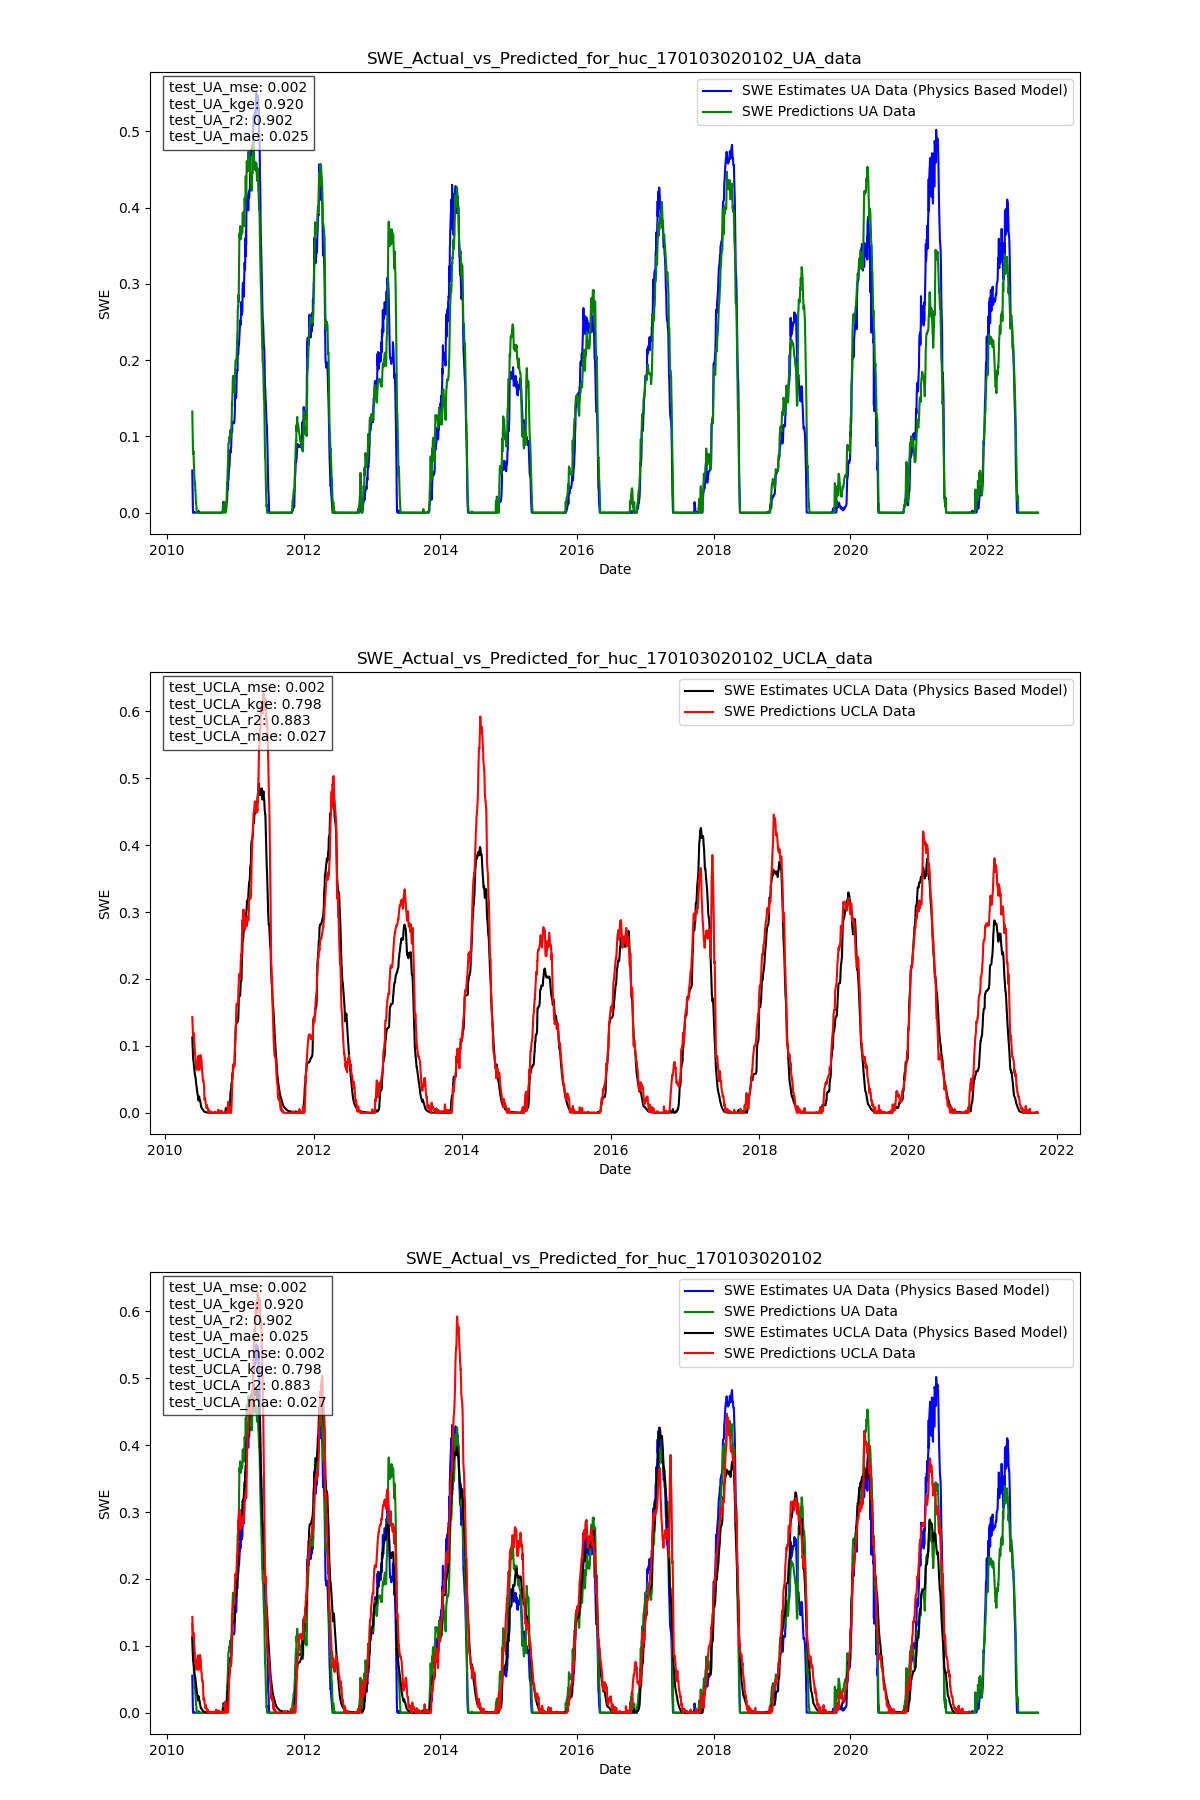 SWE_Actual_vs_Predicted_for_huc_170103020102_UA_data
test_UA_mse: 0.002
test_UA_kge: 0.920
test_UA_r2: 0.902
test_UA_mae: 0.025
SWE Estimates UA Data (Physics Based Model)
SWE Predictions UA Data
0.5
0.4
0.3
0.2
0.1
0.0
SWE
2010 2012 2014 2016 2018 2020 2022
Date
SWE_Actual_vs_Predicted_for_huc_170103020102_UCLA_data
test_UCLA_mse: 0.002
test_UCLA_kge: 0.798
test_UCLA_r2: 0.883
test_UCLA_mae: 0.027
SWE Estimates UCLA Data (Physics Based Model)
SWE Predictions UCLA Data
0.6
0.5
0.4
0.3
0.2
0.1
0.0
SWE
2010 2012 2014 2016 2018 2020 2022
Date
SWE_Actual_vs_Predicted_for_huc_170103020102
test_UA_mse: 0.002
test_UA_kge: 0.920
test_UA_r2: 0.902
test_UA_mae: 0.025
test_UCLA_mse: 0.002
test_UCLA_kge: 0.798
test_UCLA_r2: 0.883
test_UCLA_mae: 0.027
SWE Estimates UA Data (Physics Based Model)
SWE Predictions UA Data
SWE Estimates UCLA Data (Physics Based Model)
SWE Predictions UCLA Data
0.6
0.5
0.4
0.3
0.2
0.1
0.0
SWE
2010 2012 2014 2016 2018 2020 2022
Date